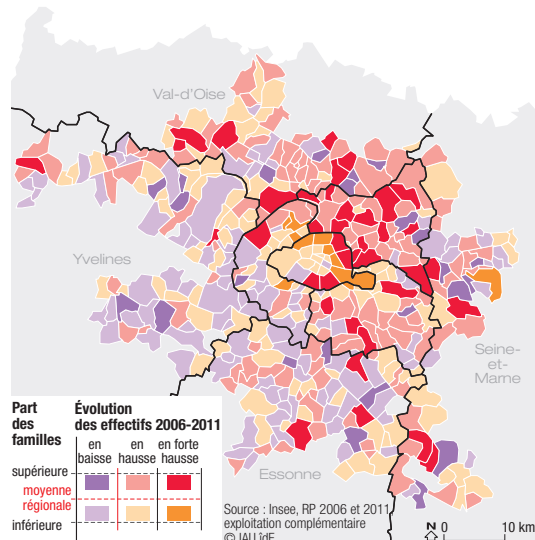 Val-d'Oise
Yvelines
Seine-
et-
Marne
Essonne
Part
des
familles
Évolution
des effectifs 2006-2011
en
baisse
en
hausse
en forte
hausse
supérieure
moyenne
régionale
inférieure
Source : Insee, RP 2006 et 2011
exploitation complémentaire
© IAU îdF
N 0 10 km